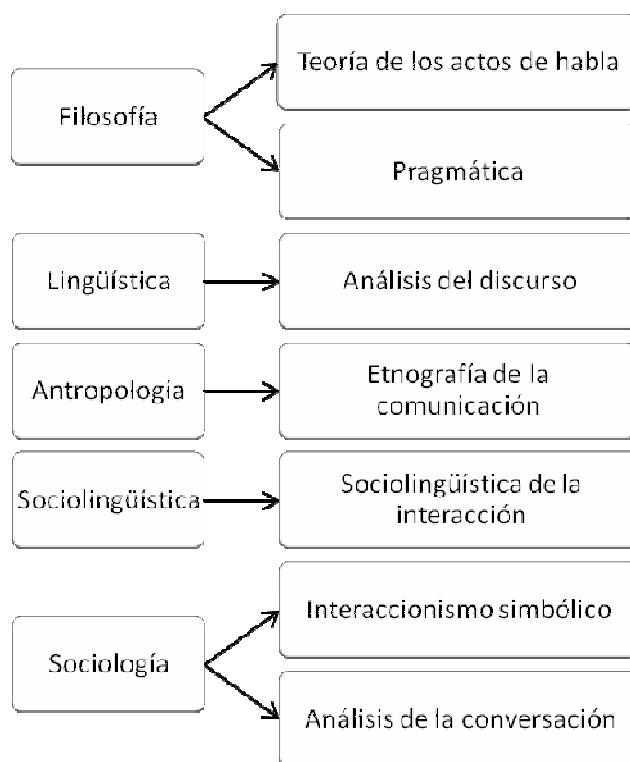 Filosofía
Teoría de los actos de habla
Pragmática
Lingüística
Análisis del discurso
Antropología
Etnografía de la
comunicación
Sociolingüística
Sociolingüística de la
interacción
Sociología
Interaccionismo simbólico
Análisis de la conversación